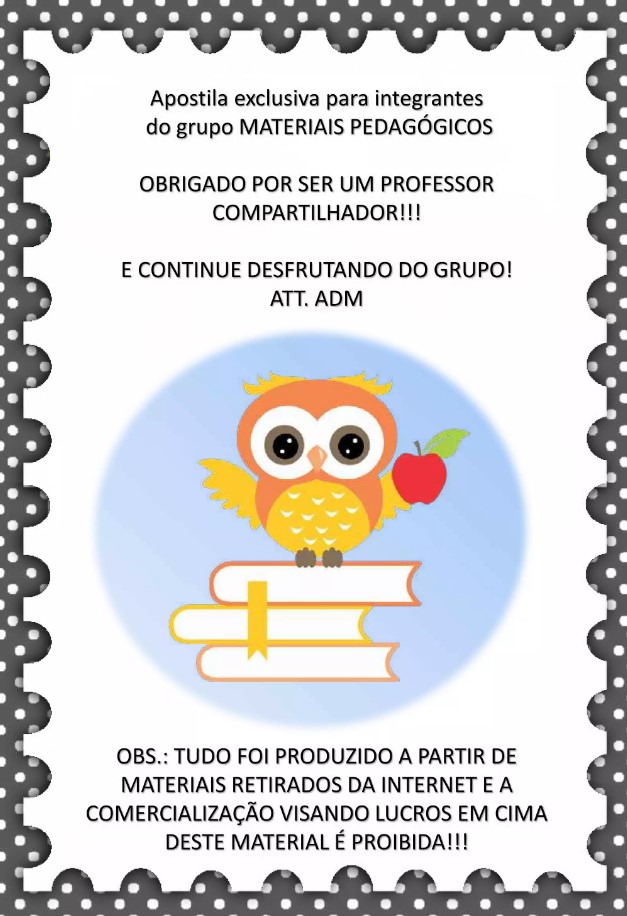 Apostila exclusiva para integrantes
do grupo MATERIAIS PEDAGÓGICOS
OBRIGADO POR SER UM PROFESSOR
COMPARTILHADOR!!!
E CONTINUE DESFRUTANDO DO GRUPO!
ATT. ADM
OBS.: TUDO FOI PRODUZIDO A PARTIR DE
MATERIAIS RETIRADOS DA INTERNET E A
COMERCIALIZAÇÃO VISANDO LUCROS EM CIMA
DESTE MATERIAL É PROIBIDA!!!